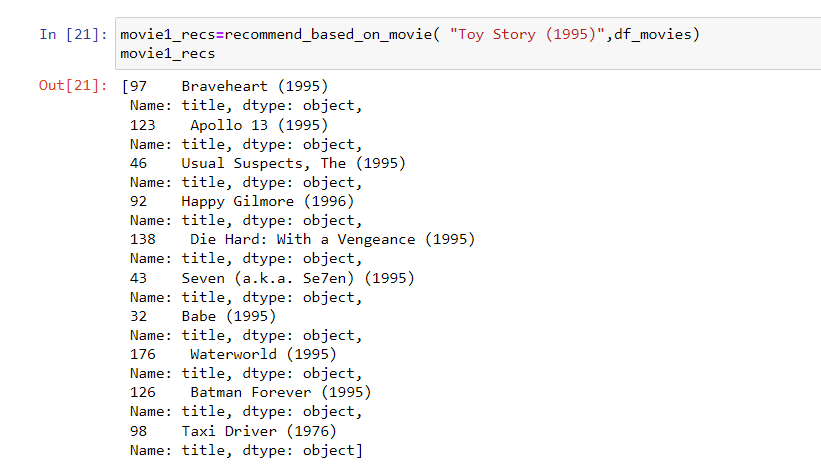 In [21]: movie1_recs=recommend_based_on_movie( "Toy Story (1995)",df_movies)
movie1_recs
Out[21]: [97    Braveheart (1995)
Name: title, dtype: object,
123    Apollo 13 (1995)
Name: title, dtype: object,
46    Usual Suspects, The (1995)
Name: title, dtype: object,
92    Happy Gilmore (1996)
Name: title, dtype: object,
138    Die Hard: With a Vengeance (1995)
Name: title, dtype: object,
43    Seven (a.k.a. Se7en) (1995)
Name: title, dtype: object,
32    Babe (1995)
Name: title, dtype: object,
176    Waterworld (1995)
Name: title, dtype: object,
126    Batman Forever (1995)
Name: title, dtype: object,
98    Taxi Driver (1976)
Name: title, dtype: object]